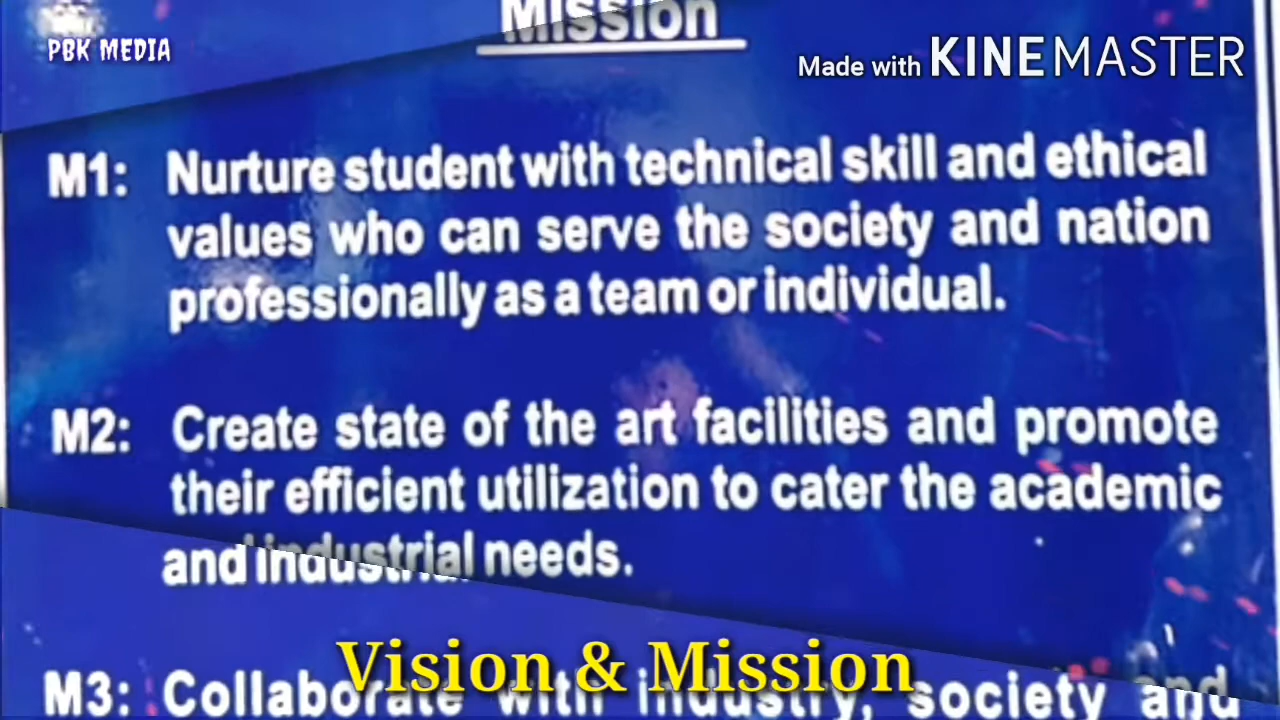 Mission
PBK MEDIA
Made with KINEMASTER
M1: Nurture student with technical skill and ethical
values who can serve the society and nation
professionally as a team or individual.
M2: Create state of the art facilities and promote
their efficient utilization to cater the academic
and industrial needs.
Vision & Mission
M3: Collaborate with industry, society and